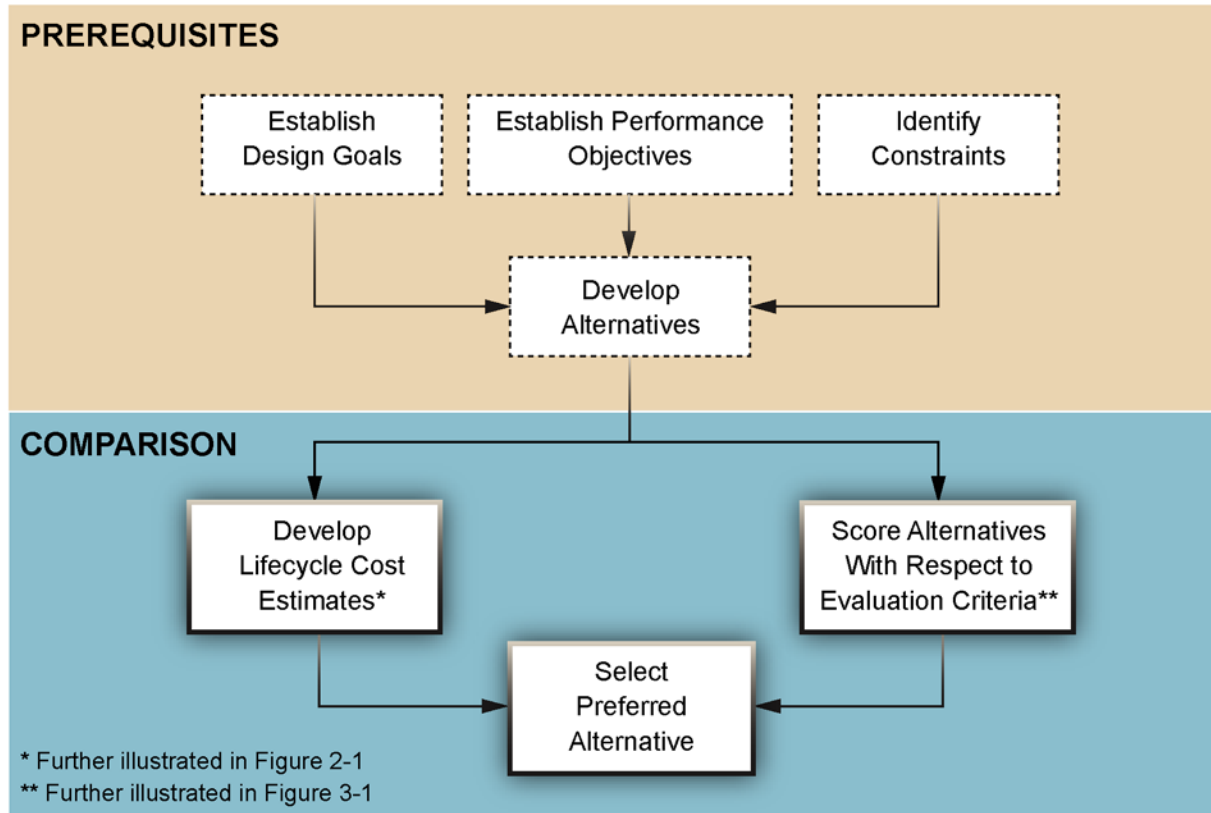 PREREQUISITES
Establish
Design Goals
Establish Performance
Objectives
Identify
Constraints
Develop
Alternatives
COMPARISON
Develop
Lifecycle Cost
Estimates*
Score Alternatives
With Respect to
Evaluation Criteria**
Select
Preferred
Alternative
* Further illustrated in Figure 2-1
** Further illustrated in Figure 3-1